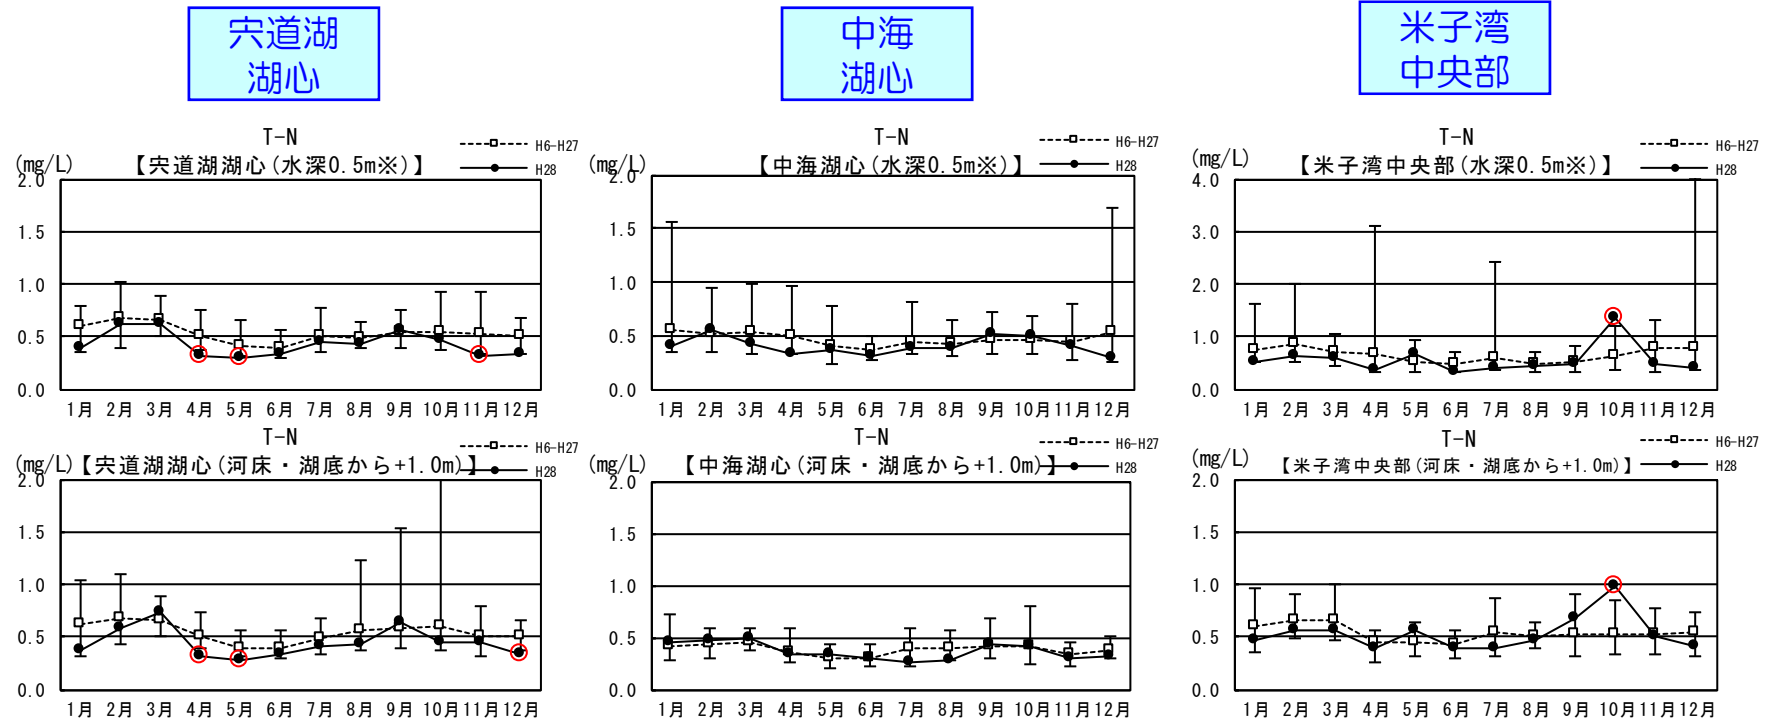 宍道湖
湖心
中海
湖心
米子湾
中央部
T-N
【宍道湖湖心(水深0.5m※)】
(mg/L)
H6-H27
H28
2.0
1.5
1.0
0.5
0.0
1月 2月 3月 4月 5月 6月 7月 8月 9月 10月 11月 12月
T-N
【中海湖心(水深0.5m※)】
(mg/L)
H6-H27
H28
2.0
1.5
1.0
0.5
0.0
1月 2月 3月 4月 5月 6月 7月 8月 9月 10月 11月 12月
T-N
【米子湾中央部(水深0.5m※)】
(mg/L)
H6-H27
H28
4.0
3.0
2.0
1.0
0.0
1月 2月 3月 4月 5月 6月 7月 8月 9月 10月 11月 12月
T-N
【宍道湖湖心(河床・湖底から+1.0m)】
(mg/L)
H6-H27
H28
2.0
1.5
1.0
0.5
0.0
1月 2月 3月 4月 5月 6月 7月 8月 9月 10月 11月 12月
T-N
【中海湖心(河床・湖底から+1.0m)】
(mg/L)
H6-H27
H28
2.0
1.5
1.0
0.5
0.0
1月 2月 3月 4月 5月 6月 7月 8月 9月 10月 11月 12月
T-N
【米子湾中央部(河床・湖底から+1.0m)】
(mg/L)
H6-H27
H28
2.0
1.5
1.0
0.5
0.0
1月 2月 3月 4月 5月 6月 7月 8月 9月 10月 11月 12月